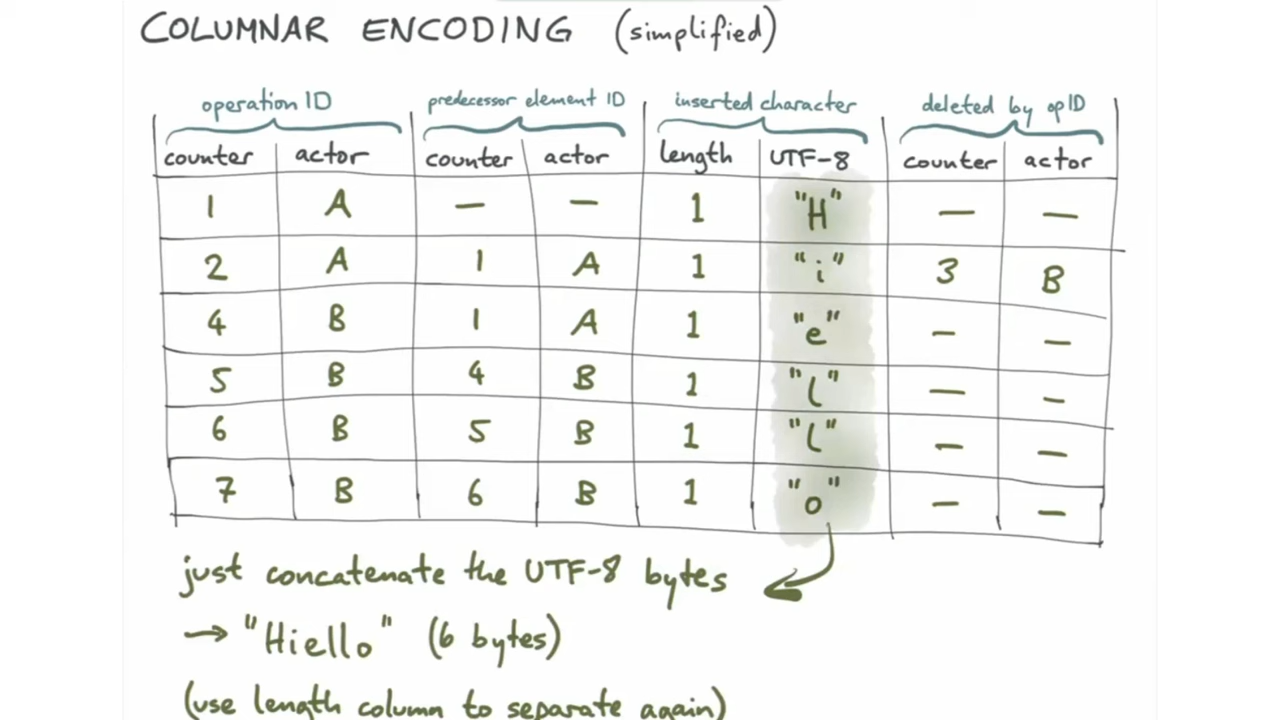 COLUMNAR ENCODING (simplified)
operation ID predecessor element ID inserted character deleted by opID
counter actor counter actor length UTF-8 counter actor
1 A — — 1 "H" — —
2 A 1 A 1 "i" 3 B
4 B 1 A 1 "e" — —
5 B 4 B 1 "l" — —
6 B 5 B 1 "l" — —
7 B 6 B 1 "o" — —
just concatenate the UTF-8 bytes
→ "Hiello" (6 bytes)
(use length column to separate again)